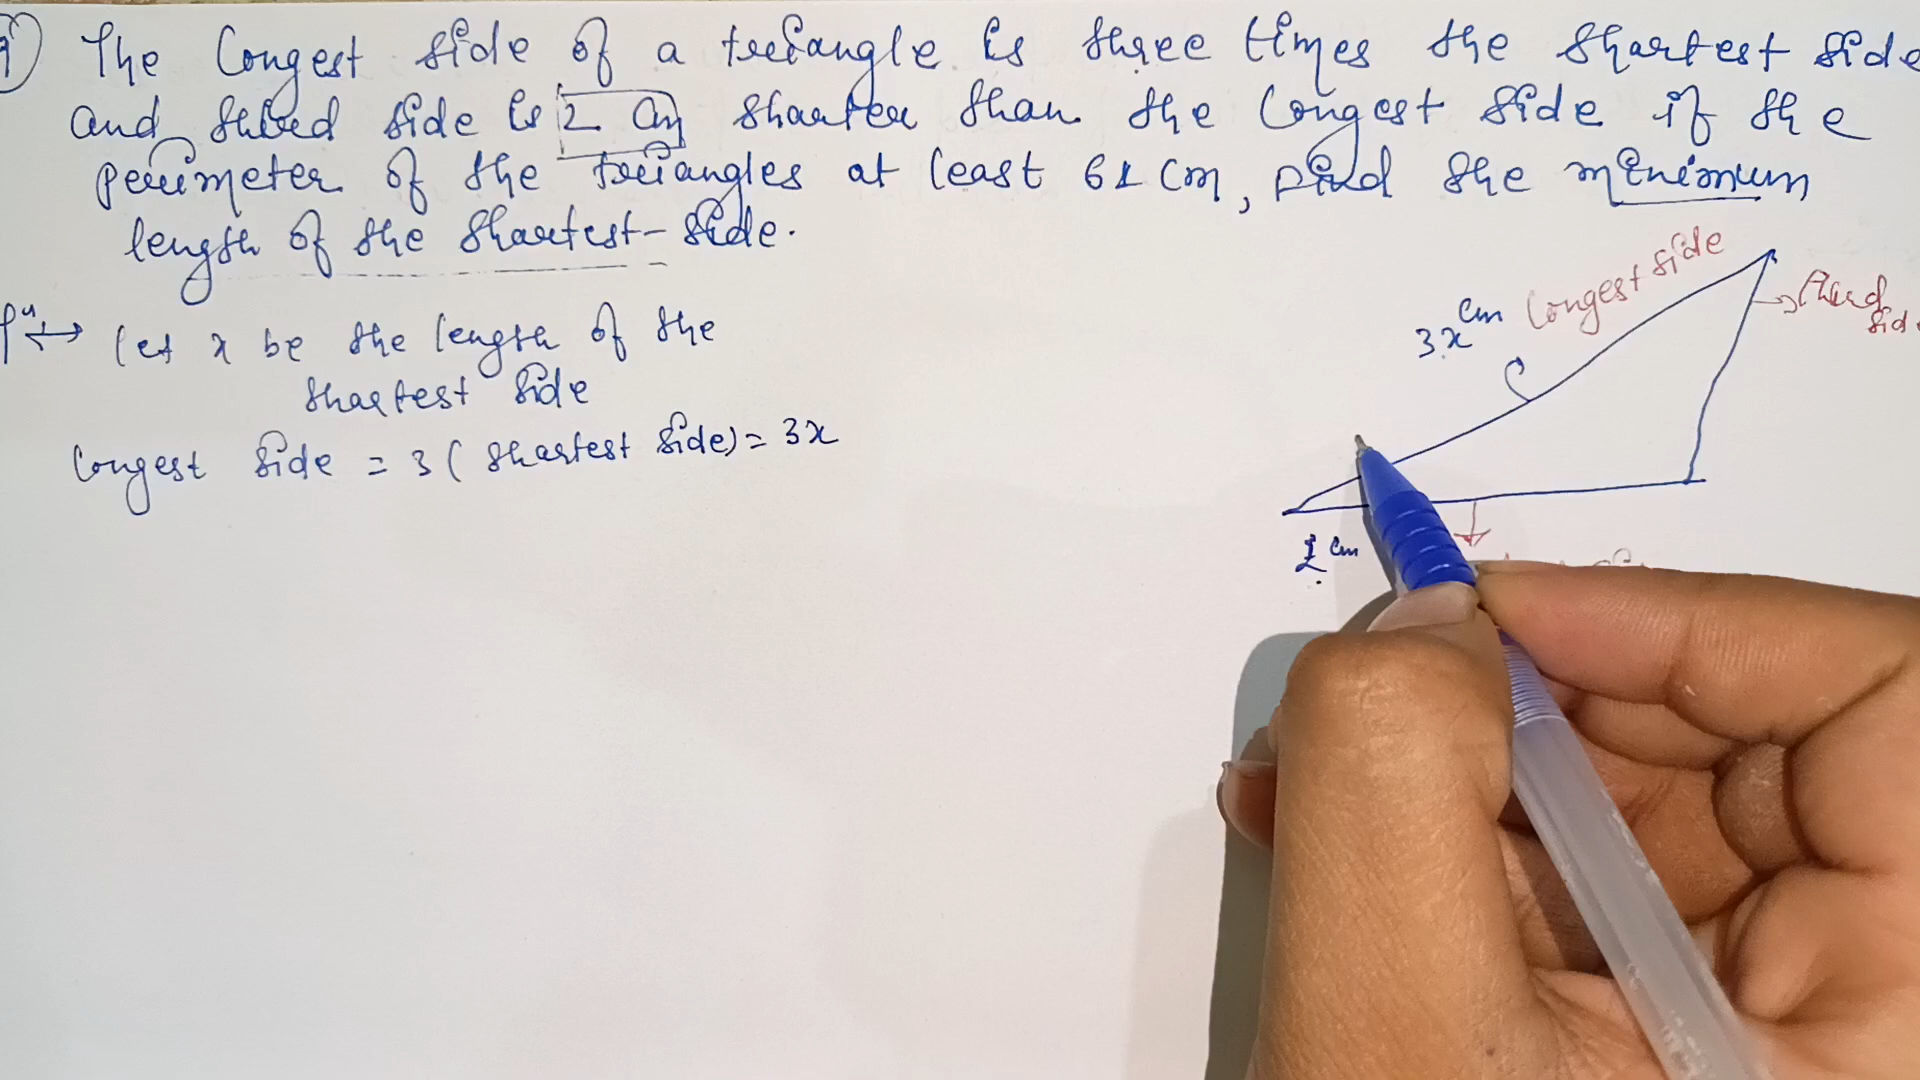 The longest side of a triangle is three times the shortest side
and third side is 2 cm shorter than the longest side if the
perimeter of the triangles at least 61 cm, find the minimum
length of the shortest side.
let x be the length of the
shortest side
longest side = 3 (shortest side) = 3x
3x cm longest side
third side
cm